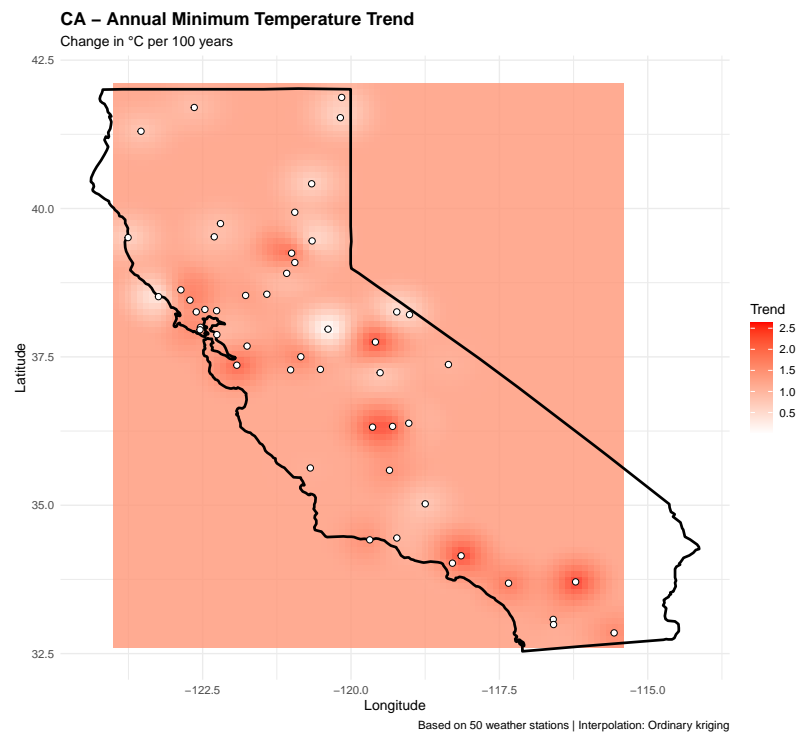 CA − Annual Minimum Temperature Trend
Change in °C per 100 years
42.5
40.0
37.5
35.0
32.5
Latitude
−122.5
−120.0
−117.5
−115.0
Longitude
Trend
2.5
2.0
1.5
1.0
0.5
Based on 50 weather stations | Interpolation: Ordinary kriging